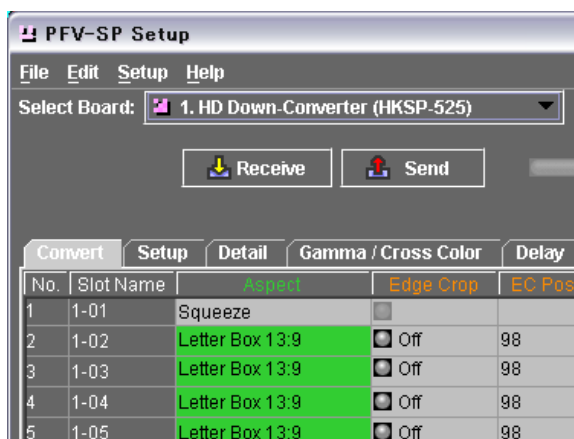 PFV-SP Setup
File Edit Setup Help
Select Board: 1. HD Down-Converter (HKSP-525)
Receive Send
Convert Setup Detail Gamma / Cross Color Delay
No. Slot Name Aspect Edge Crop EC Pos
1 1-01 Squeeze
2 1-02 Letter Box 13:9 Off 98
3 1-03 Letter Box 13:9 Off 98
4 1-04 Letter Box 13:9 Off 98
5 1-05 Letter Box 13:9 Off 98